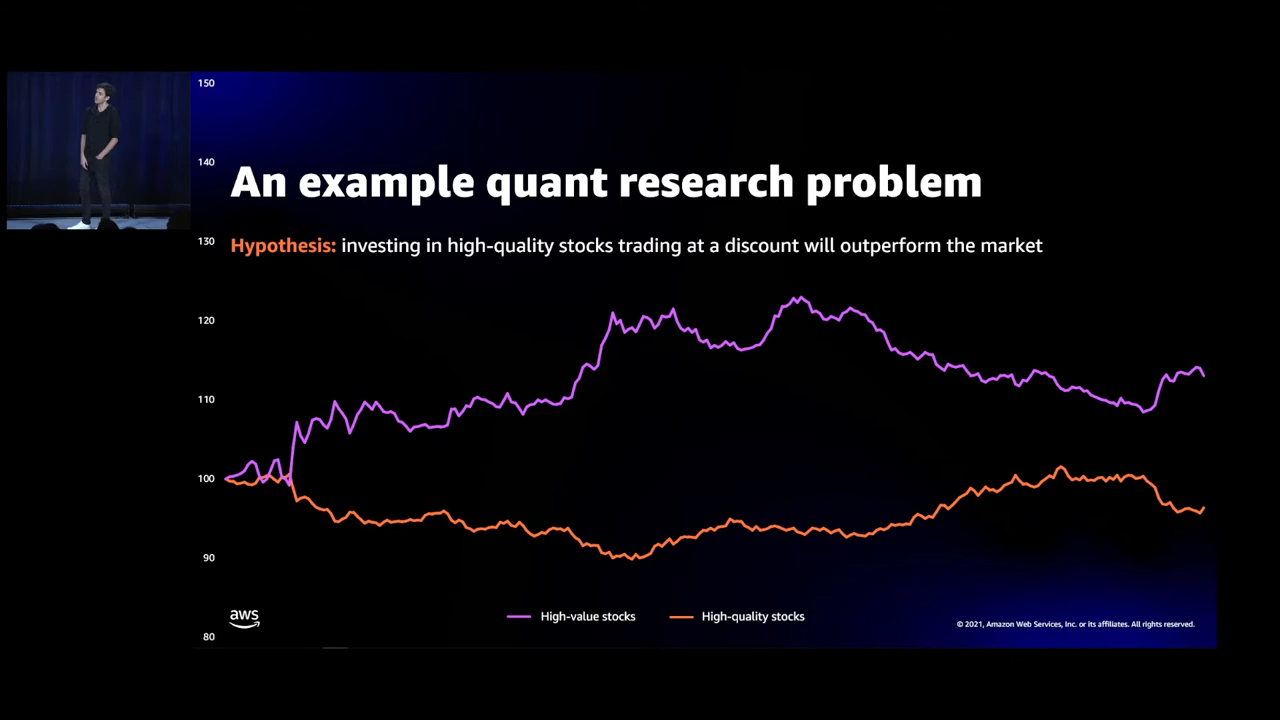 150
140
An example quant research problem
130
Hypothesis: investing in high-quality stocks trading at a discount will outperform the market
120
110
100
90
aws
High-value stocks
High-quality stocks
© 2021, Amazon Web Services, Inc. or its affiliates. All rights reserved.
80